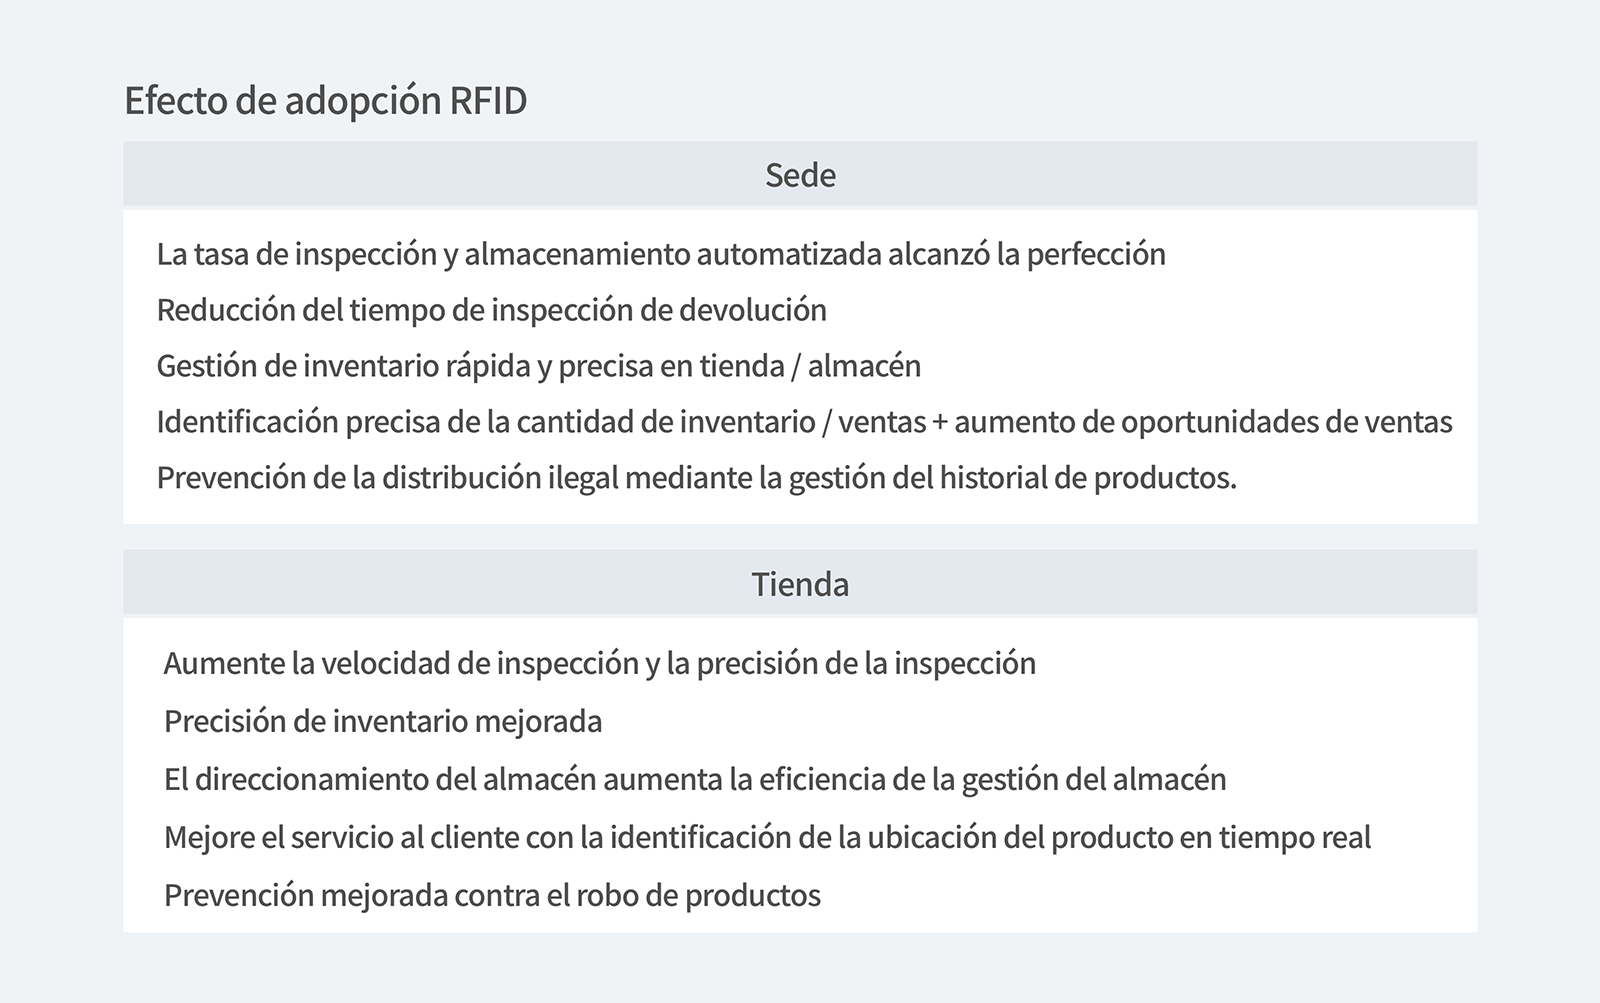 Efecto de adopción RFID
Sede
La tasa de inspección y almacenamiento automatizada alcanzó la perfección
Reducción del tiempo de inspección de devolución
Gestión de inventario rápida y precisa en tienda / almacén
Identificación precisa de la cantidad de inventario / ventas + aumento de oportunidades de ventas
Prevención de la distribución ilegal mediante la gestión del historial de productos.
Tienda
Aumente la velocidad de inspección y la precisión de la inspección
Precisión de inventario mejorada
El direccionamiento del almacén aumenta la eficiencia de la gestión del almacén
Mejore el servicio al cliente con la identificación de la ubicación del producto en tiempo real
Prevención mejorada contra el robo de productos